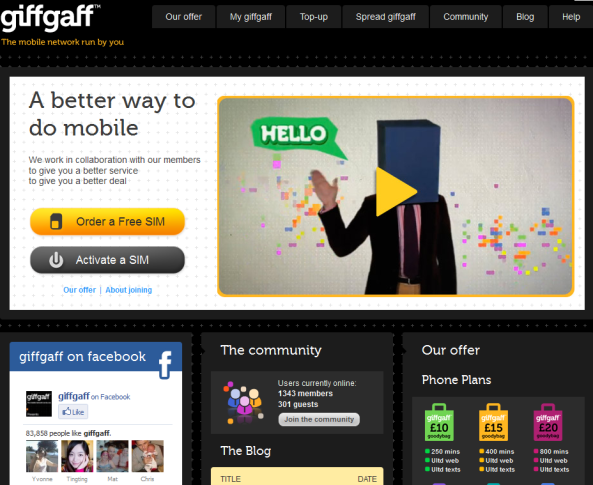 giffgaff™
The mobile network run by you
Our offer
My giffgaff
Top-up
Spread giffgaff
Community
Blog
Help
A better way to
do mobile
We work in collaboration with our members
to give you a better service
to give you a better deal
Order a Free SIM
Activate a SIM
Our offer | About joining
HELLO
giffgaff on facebook
f
giffgaff
giffgaff on Facebook
Like
83,858 people like giffgaff.
Yvonne
Tingting
Mat
Chris
The community
Users currently online:
1343 members
301 guests
Join the community
The Blog
TITLE
DATE
Our offer
Phone Plans
giffgaff
£10
goodybag
250 mins
Ultd web
Ultd texts
giffgaff
£15
goodybag
400 mins
Ultd web
Ultd texts
giffgaff
£20
goodybag
800 mins
Ultd web
Ultd texts